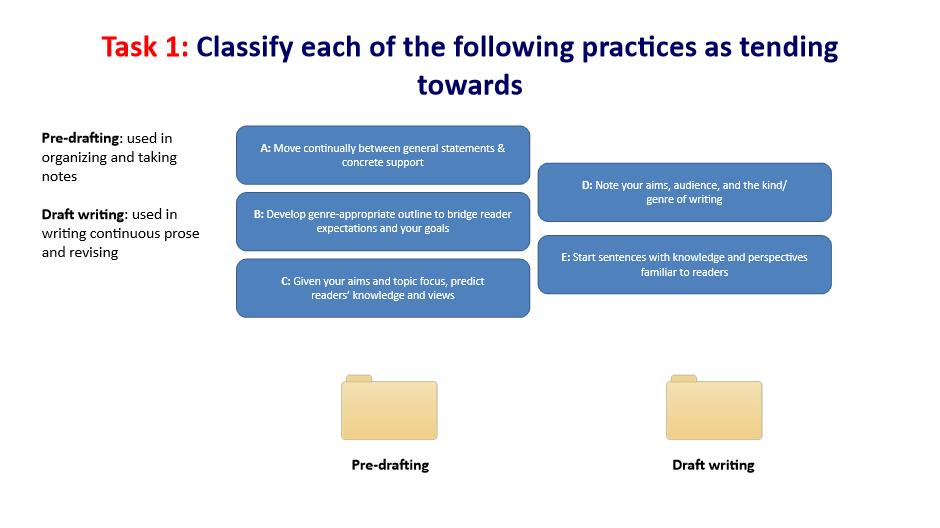 Task 1: Classify each of the following practices as tending
towards
Pre-drafting: used in
organizing and taking
notes
Draft writing: used in
writing continuous prose
and revising
A: Move continually between general statements &
concrete support
B: Develop genre-appropriate outline to bridge reader
expectations and your goals
C: Given your aims and topic focus, predict
readers’ knowledge and views
D: Note your aims, audience, and the kind/
genre of writing
E: Start sentences with knowledge and perspectives
familiar to readers
Pre-drafting
Draft writing